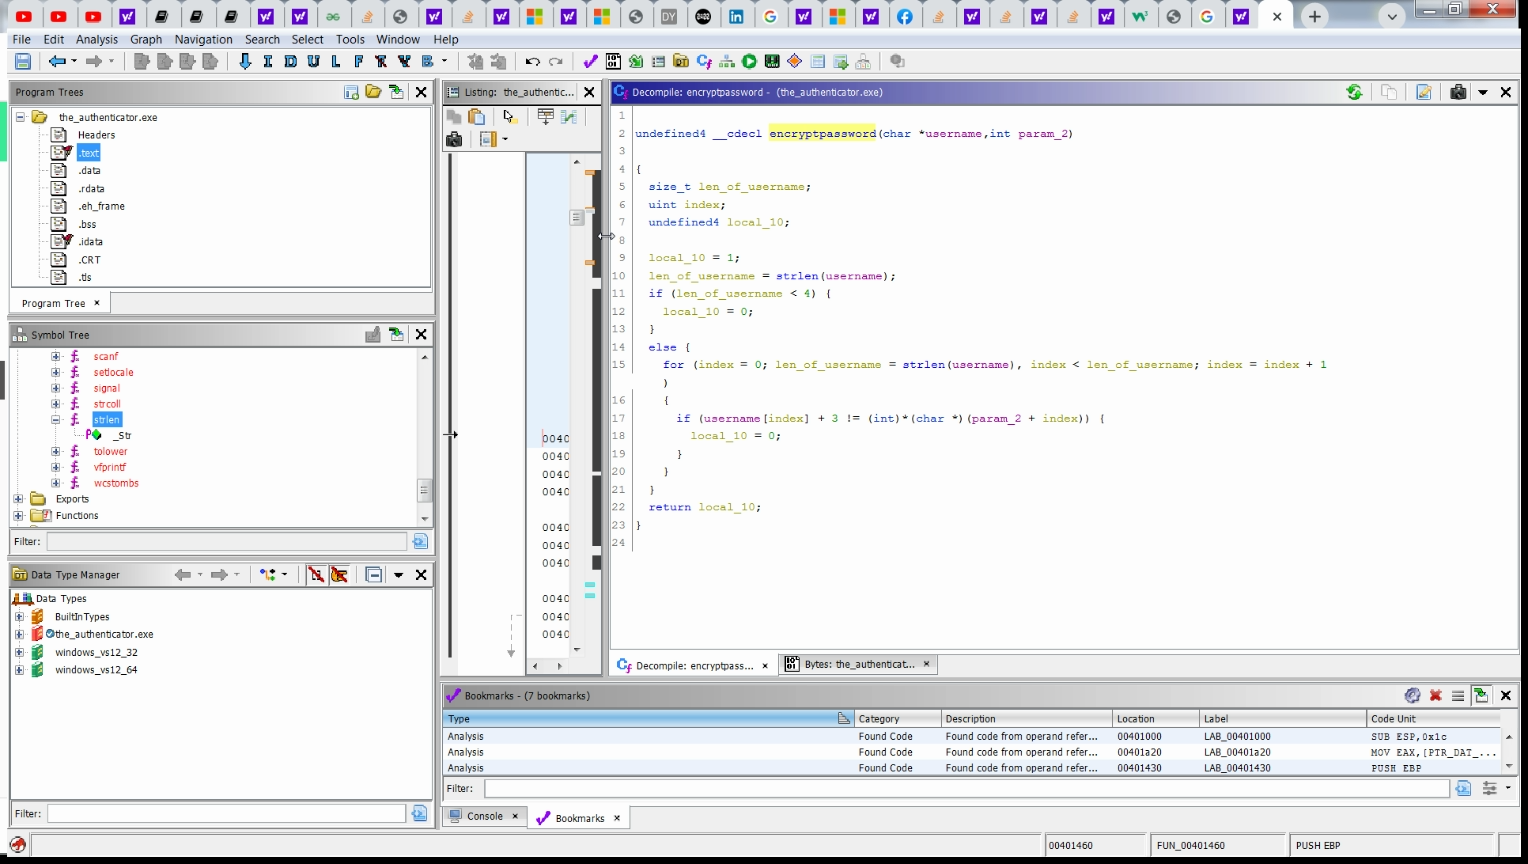 DY
File Edit Analysis Graph Navigation Search Select Tools Window Help
I D U L F R V B
Program Trees
the_authenticator.exe
Headers
.text
.data
.rdata
.eh_frame
.bss
.idata
.CRT
.tls
Program Tree ×
Symbol Tree
scanf
setlocale
signal
strcoll
strlen
_Str
tolower
vfprintf
wcstombs
Exports
Functions
Filter:
Data Type Manager
Data Types
BuiltInTypes
the_authenticator.exe
windows_vs12_32
windows_vs12_64
Filter:
Listing: the_authentic...
0040
0040
0040
0040
0040
0040
0040
0040
0040
0040
Decompile: encryptpassword - (the_authenticator.exe)
1
2 undefined4 __cdecl encryptpassword(char *username,int param_2)
3
4 {
5 size_t len_of_username;
6 uint index;
7 undefined4 local_10;
8
9 local_10 = 1;
10 len_of_username = strlen(username);
11 if (len_of_username < 4) {
12 local_10 = 0;
13 }
14 else {
15 for (index = 0; len_of_username = strlen(username), index < len_of_username; index = index + 1
)
16 {
17 if (username[index] + 3 != (int)*(char *)(param_2 + index)) {
18 local_10 = 0;
19 }
20 }
21 }
22 return local_10;
23 }
24
Decompile: encryptpass... × Bytes: the_authenticat... ×
Bookmarks - (7 bookmarks)
Type Category Description Location Label Code Unit
Analysis Found Code Found code from operand refer... 00401000 LAB_00401000 SUB ESP,0x1c
Analysis Found Code Found code from operand refer... 00401a20 LAB_00401a20 MOV EAX,[PTR_DAT_...
Analysis Found Code Found code from operand refer... 00401430 LAB_00401430 PUSH EBP
Filter:
Console × Bookmarks ×
00401460 FUN_00401460 PUSH EBP